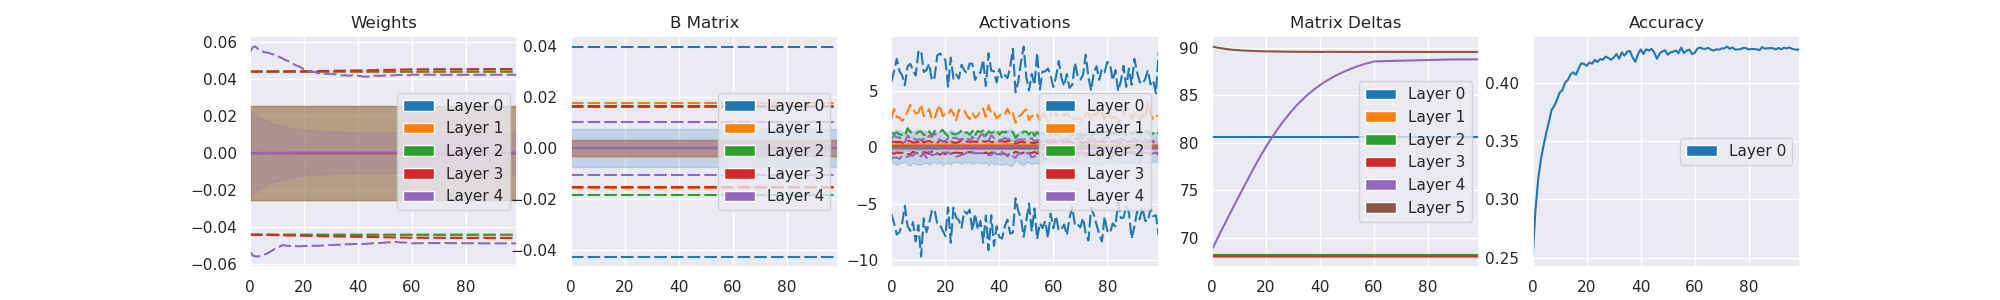 Weights
0.06
0.04
0.02
0.00
−0.02
−0.04
−0.06
0
20
40
60
80
Layer 0
Layer 1
Layer 2
Layer 3
Layer 4
B Matrix
0.04
0.02
0.00
−0.02
−0.04
0
20
40
60
80
Layer 0
Layer 1
Layer 2
Layer 3
Layer 4
Activations
5
0
−5
−10
0
20
40
60
80
Layer 0
Layer 1
Layer 2
Layer 3
Layer 4
Matrix Deltas
90
85
80
75
70
0
20
40
60
80
Layer 0
Layer 1
Layer 2
Layer 3
Layer 4
Layer 5
Accuracy
0.40
0.35
0.30
0.25
0
20
40
60
80
Layer 0